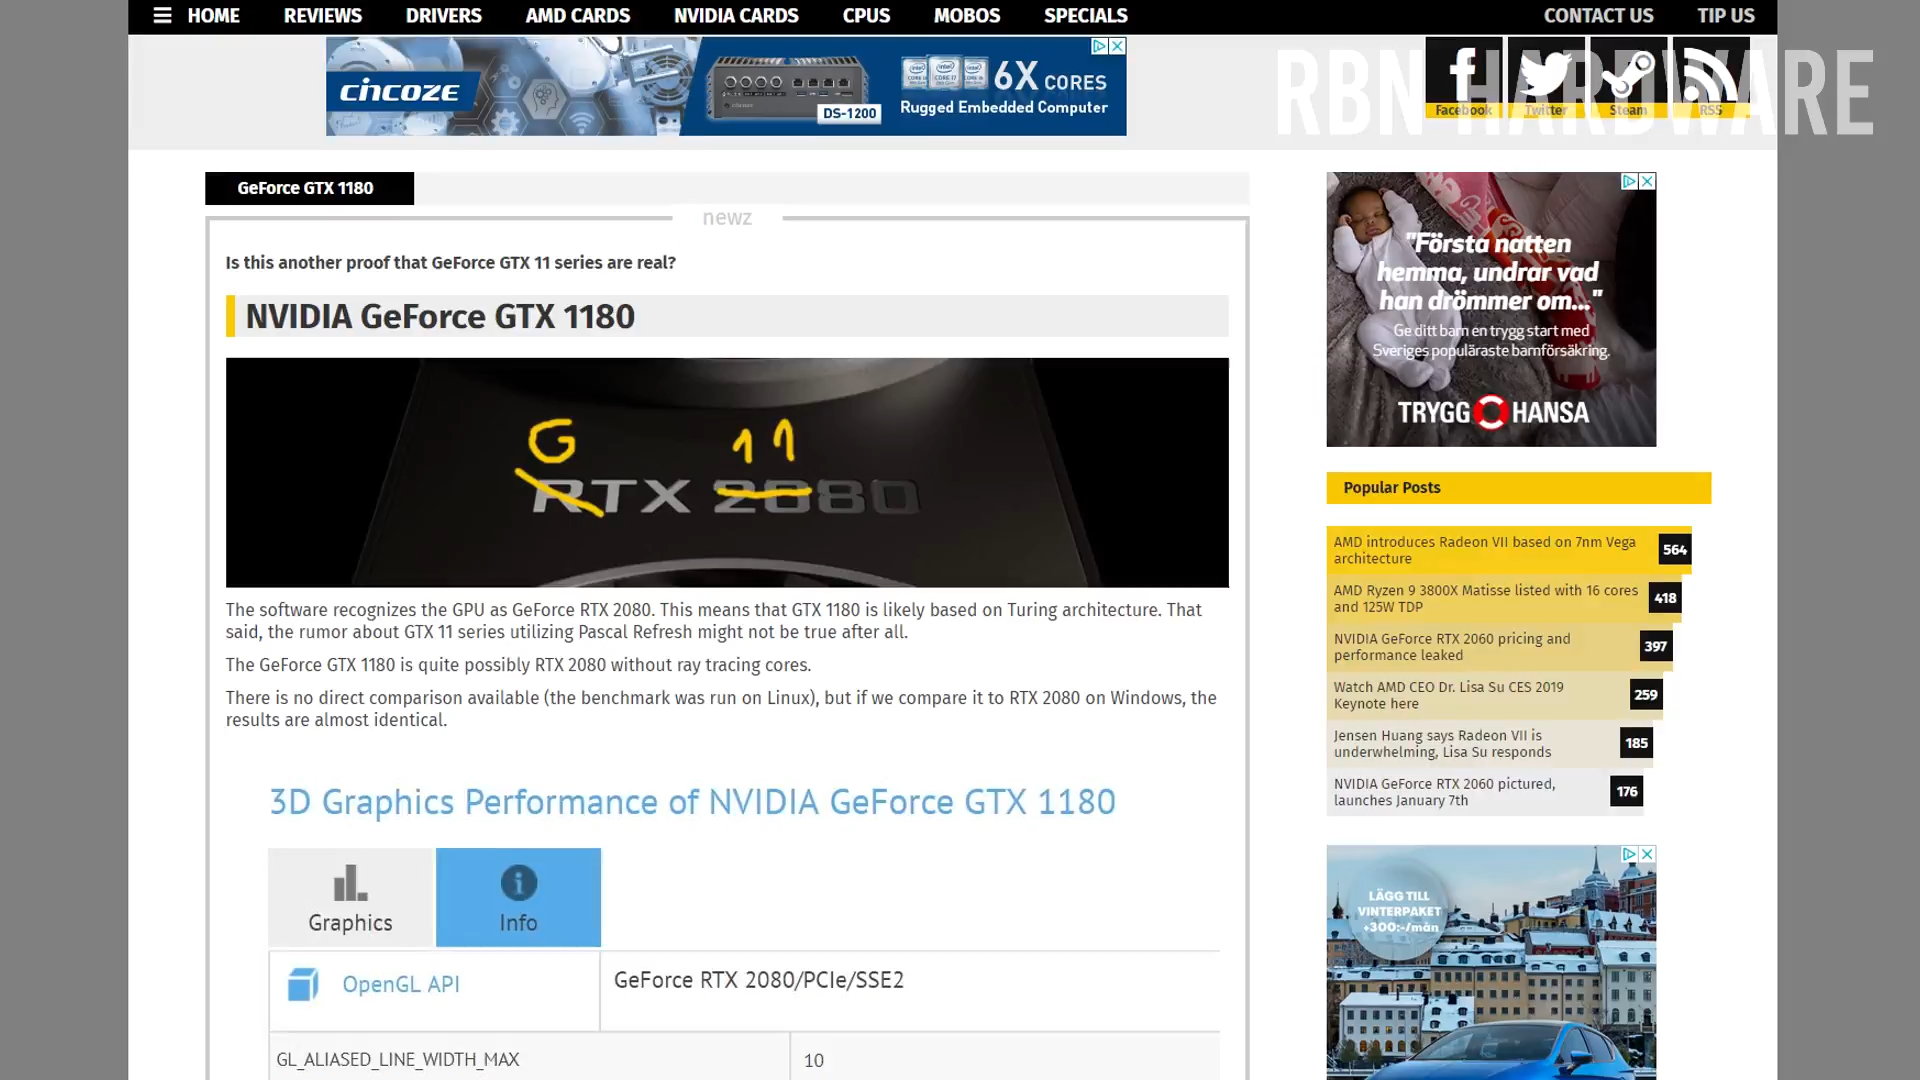 HOME REVIEWS DRIVERS AMD CARDS NVIDIA CARDS CPUS MOBOS SPECIALS CONTACT US TIP US
RBN HARDWARE
cincoze
DS-1200
6X CORES
Rugged Embedded Computer
Facebook Twitter Steam RSS
GeForce GTX 1180
newz
Is this another proof that GeForce GTX 11 series are real?
NVIDIA GeForce GTX 1180
G 11
RTX 2080
The software recognizes the GPU as GeForce RTX 2080. This means that GTX 1180 is likely based on Turing architecture. That
said, the rumor about GTX 11 series utilizing Pascal Refresh might not be true after all.
The GeForce GTX 1180 is quite possibly RTX 2080 without ray tracing cores.
There is no direct comparison available (the benchmark was run on Linux), but if we compare it to RTX 2080 on Windows, the
results are almost identical.
3D Graphics Performance of NVIDIA GeForce GTX 1180
Graphics
Info
OpenGL API
GeForce RTX 2080/PCIe/SSE2
GL_ALIASED_LINE_WIDTH_MAX
10
"Första natten
hemma, undrar vad
han drömmer om..."
Ge ditt barn en trygg start med
Sveriges populäraste barnförsäkring.
TRYGG HANSA
Popular Posts
AMD introduces Radeon VII based on 7nm Vega
architecture
564
AMD Ryzen 9 3800X Matisse listed with 16 cores
and 125W TDP
418
NVIDIA GeForce RTX 2060 pricing and
performance leaked
397
Watch AMD CEO Dr. Lisa Su CES 2019
Keynote here
259
Jensen Huang says Radeon VII is
underwhelming, Lisa Su responds
185
NVIDIA GeForce RTX 2060 pictured,
launches January 7th
176
LÄGG TILL
VINTERPAKET
+300:-/mån